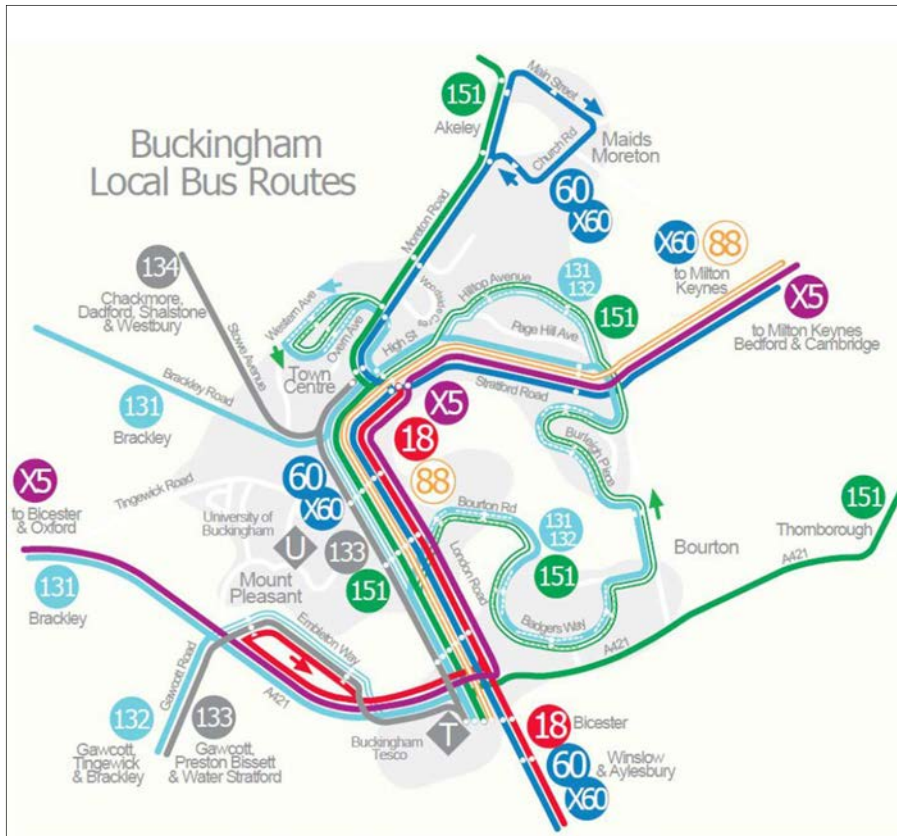 Buckingham
Local Bus Routes
151
Akeley
Main Street
Church Rd
Maids
Moreton
60
X60
Moreton Road
X60
88
to Milton
Keynes
X5
to Milton Keynes
Bedford & Cambridge
134
Chackmore,
Dadford, Shalstone
& Westbury
Stowe Avenue
Western Ave
Overn Ave
High St
Hilltop Avenue
131
132
151
Page Hill Ave
Stratford Road
Town
Centre
Brackley Road
131
Brackley
X5
18
88
X5
to Bicester
& Oxford
Tingewick Road
60
X60
University of
Buckingham
U
133
151
Bourton Rd
London Road
131
132
151
Burleigh Piece
Bourton
151
Thornborough
A421
131
Brackley
Mount
Pleasant
Embleton Way
Badgers Way
A421
Gawcott Road
A421
132
Gawcott,
Tingewick
& Brackley
133
Gawcott,
Preston Bissett
& Water Stratford
Buckingham
Tesco
T
18
Bicester
60
X60
Winslow
& Aylesbury